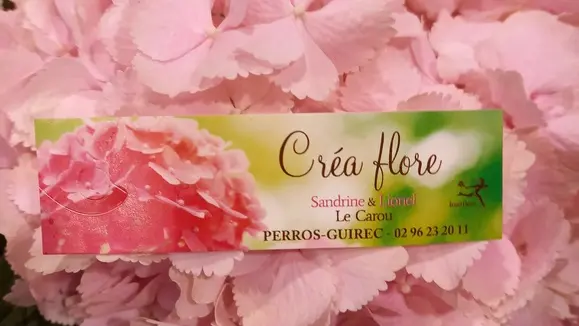 Créa flore
Sandrine & Lionel
Le Carou
PERROS-GUIREC - 02 96 23 20 11